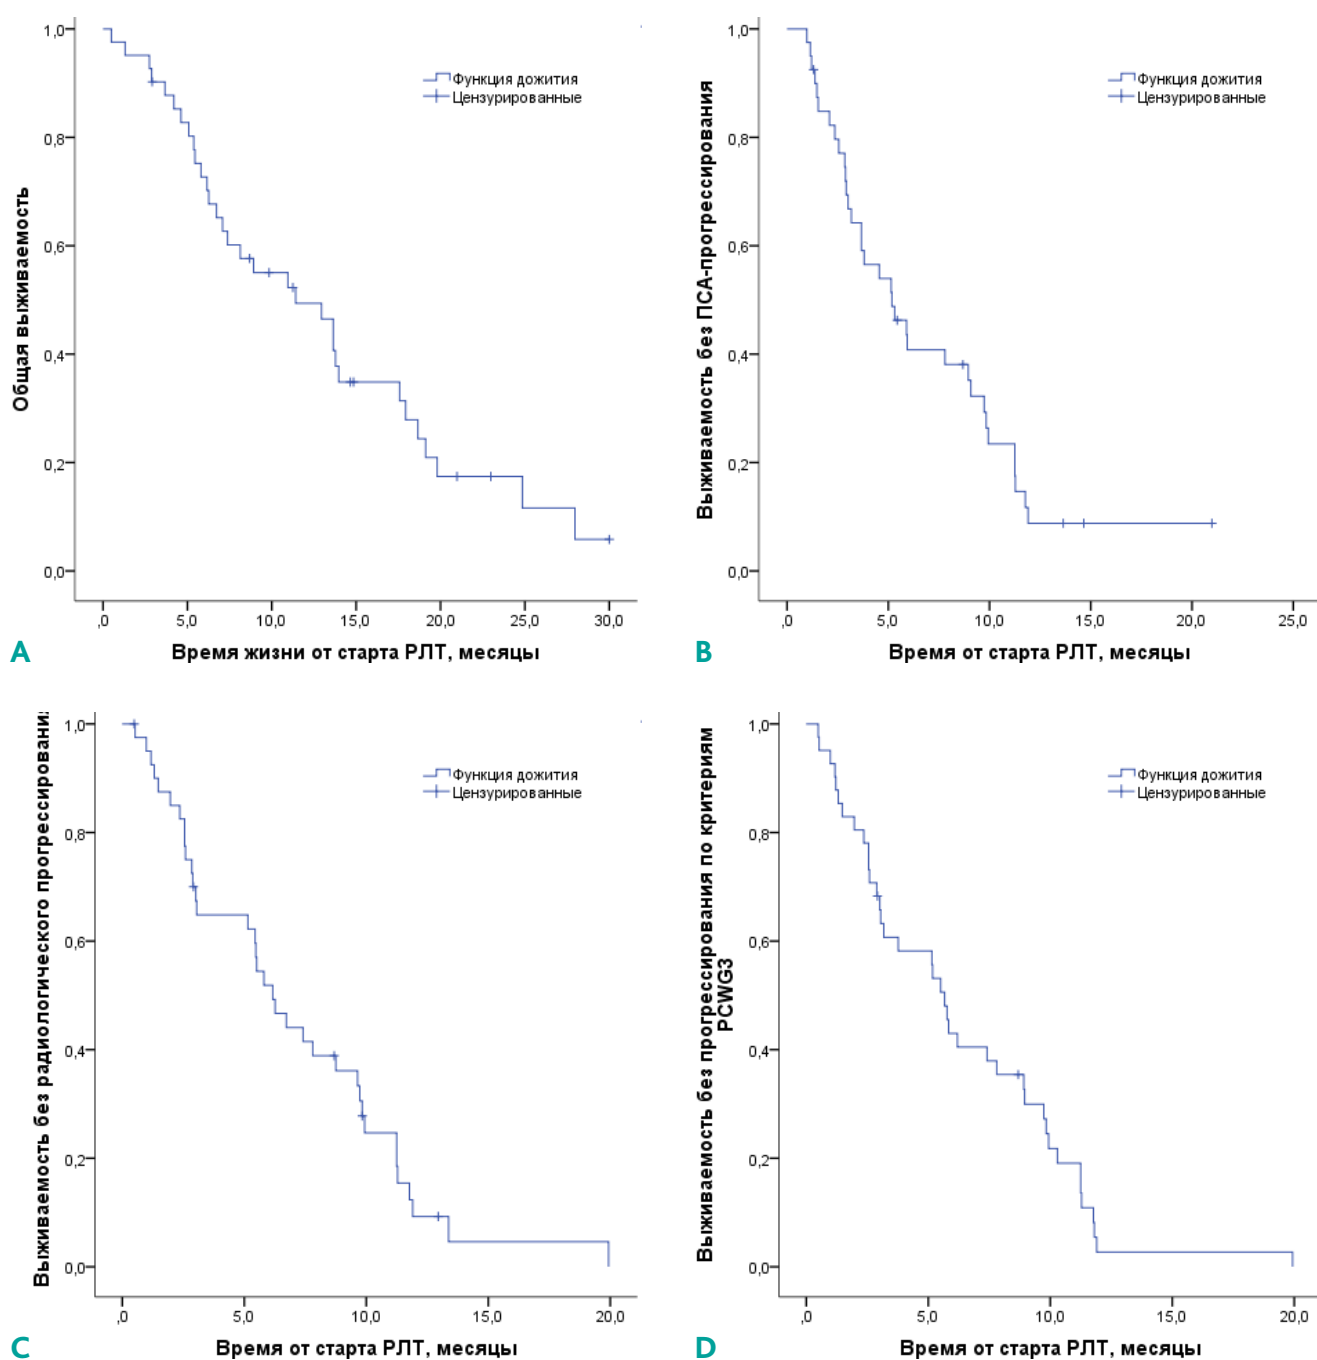 Общая выживаемость
1,0
0,8
0,6
0,4
0,2
0,0
Функция дожития
Цензурированные
,0 5,0 10,0 15,0 20,0 25,0 30,0
A Время жизни от старта РЛТ, месяцы
Выживаемость без ПСА-прогрессирования
1,0
0,8
0,6
0,4
0,2
0,0
Функция дожития
Цензурированные
,0 5,0 10,0 15,0 20,0 25,0
B Время от старта РЛТ, месяцы
Выживаемость без радиологического прогрессировани
1,0
0,8
0,6
0,4
0,2
0,0
Функция дожития
Цензурированные
,0 5,0 10,0 15,0 20,0
C Время от старта РЛТ, месяцы
Выживаемость без прогрессирования по критериям
PCWG3
1,0
0,8
0,6
0,4
0,2
0,0
Функция дожития
Цензурированные
,0 5,0 10,0 15,0 20,0
D Время от старта РЛТ, месяцы